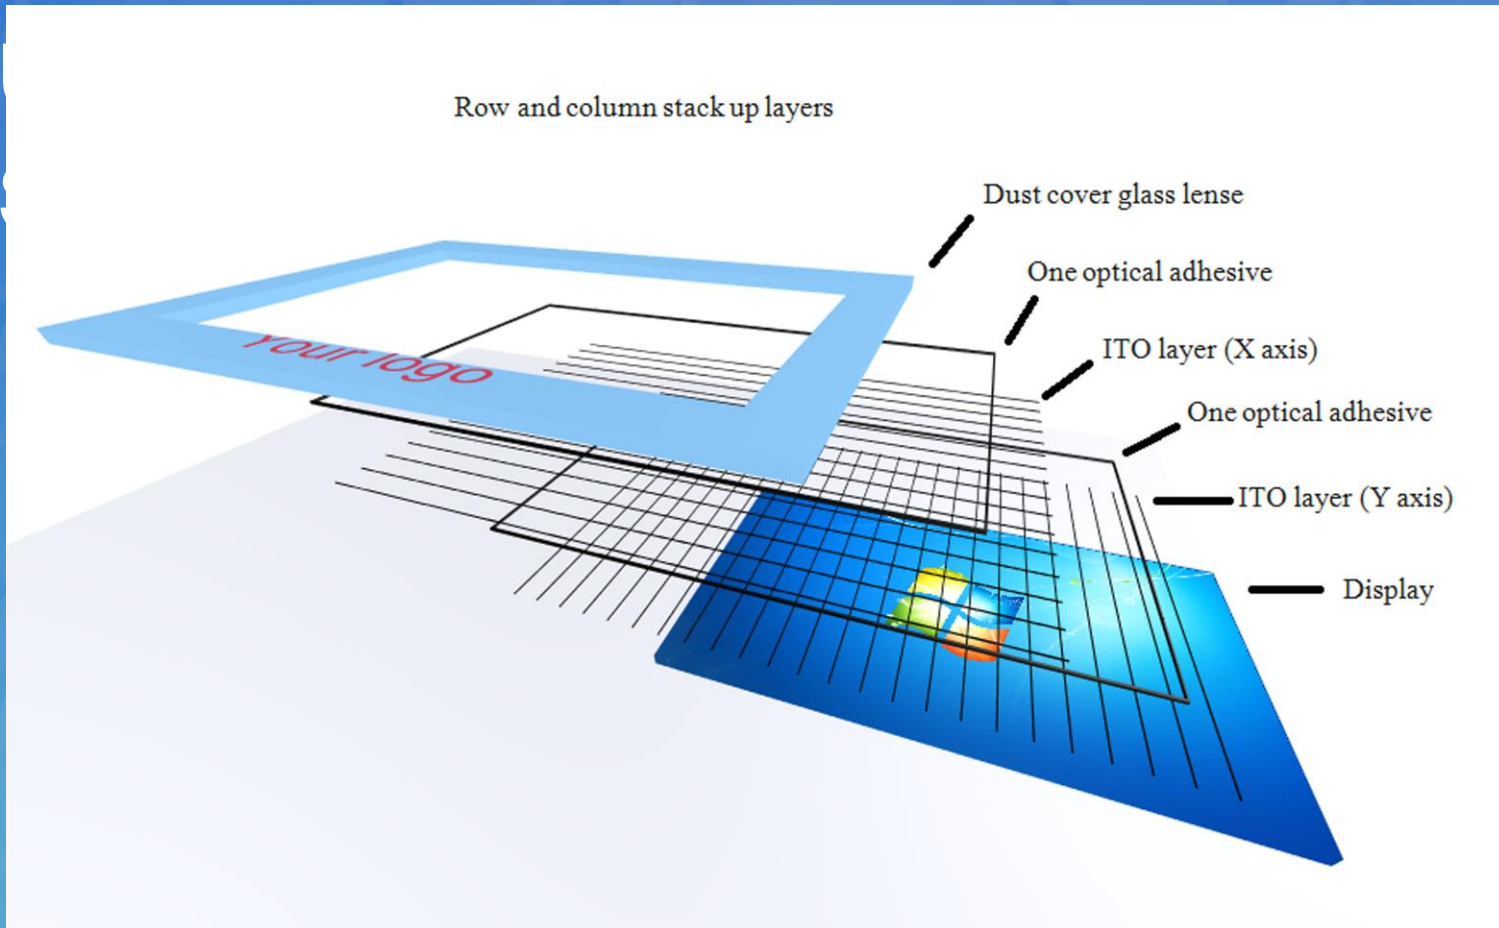 Row and column stack up layers
Dust cover glass lense
One optical adhesive
ITO layer (X axis)
One optical adhesive
ITO layer (Y axis)
Display
Your logo